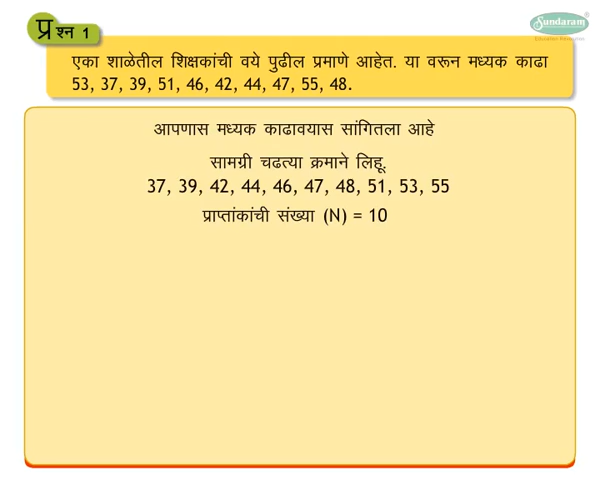 Sundaram
प्रश्न 1
एका शाळेतील शिक्षकांची वये पुढील प्रमाणे आहेत. या वरून मध्यक काढा
53, 37, 39, 51, 46, 42, 44, 47, 55, 48.
आपणास मध्यक काढावयास सांगितला आहे
सामग्री चढत्या क्रमाने लिहू.
37, 39, 42, 44, 46, 47, 48, 51, 53, 55
प्राप्तांकांची संख्या (N) = 10